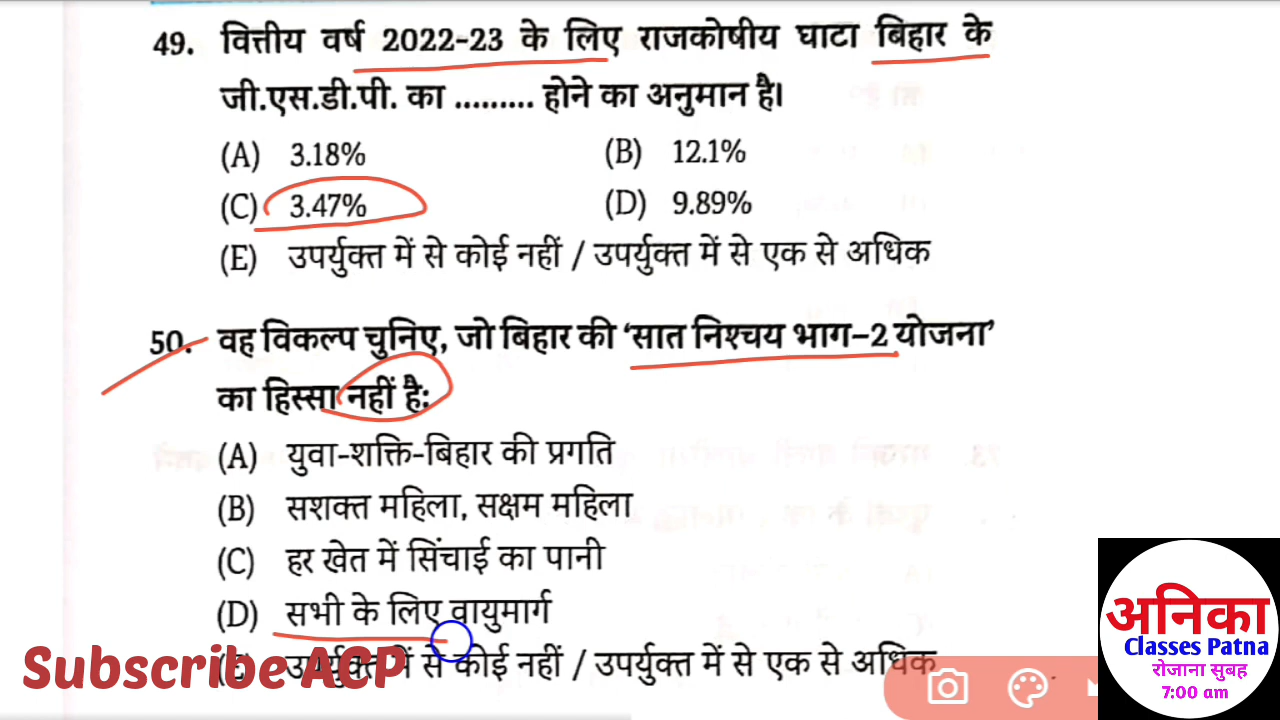 49. वित्तीय वर्ष 2022-23 के लिए राजकोषीय घाटा बिहार के
जी.एस.डी.पी. का ......... होने का अनुमान है।
(A) 3.18% (B) 12.1%
(C) 3.47% (D) 9.89%
(E) उपर्युक्त में से कोई नहीं / उपर्युक्त में से एक से अधिक
50. वह विकल्प चुनिए, जो बिहार की ‘सात निश्चय भाग-2 योजना’
का हिस्सा नहीं है:
(A) युवा-शक्ति-बिहार की प्रगति
(B) सशक्त महिला, सक्षम महिला
(C) हर खेत में सिंचाई का पानी
(D) सभी के लिए वायुमार्ग
(E) उपर्युक्त में से कोई नहीं / उपर्युक्त में से एक से अधिक
Subscribe ACP
अनिका
Classes Patna
रोजाना सुबह
7:00 am